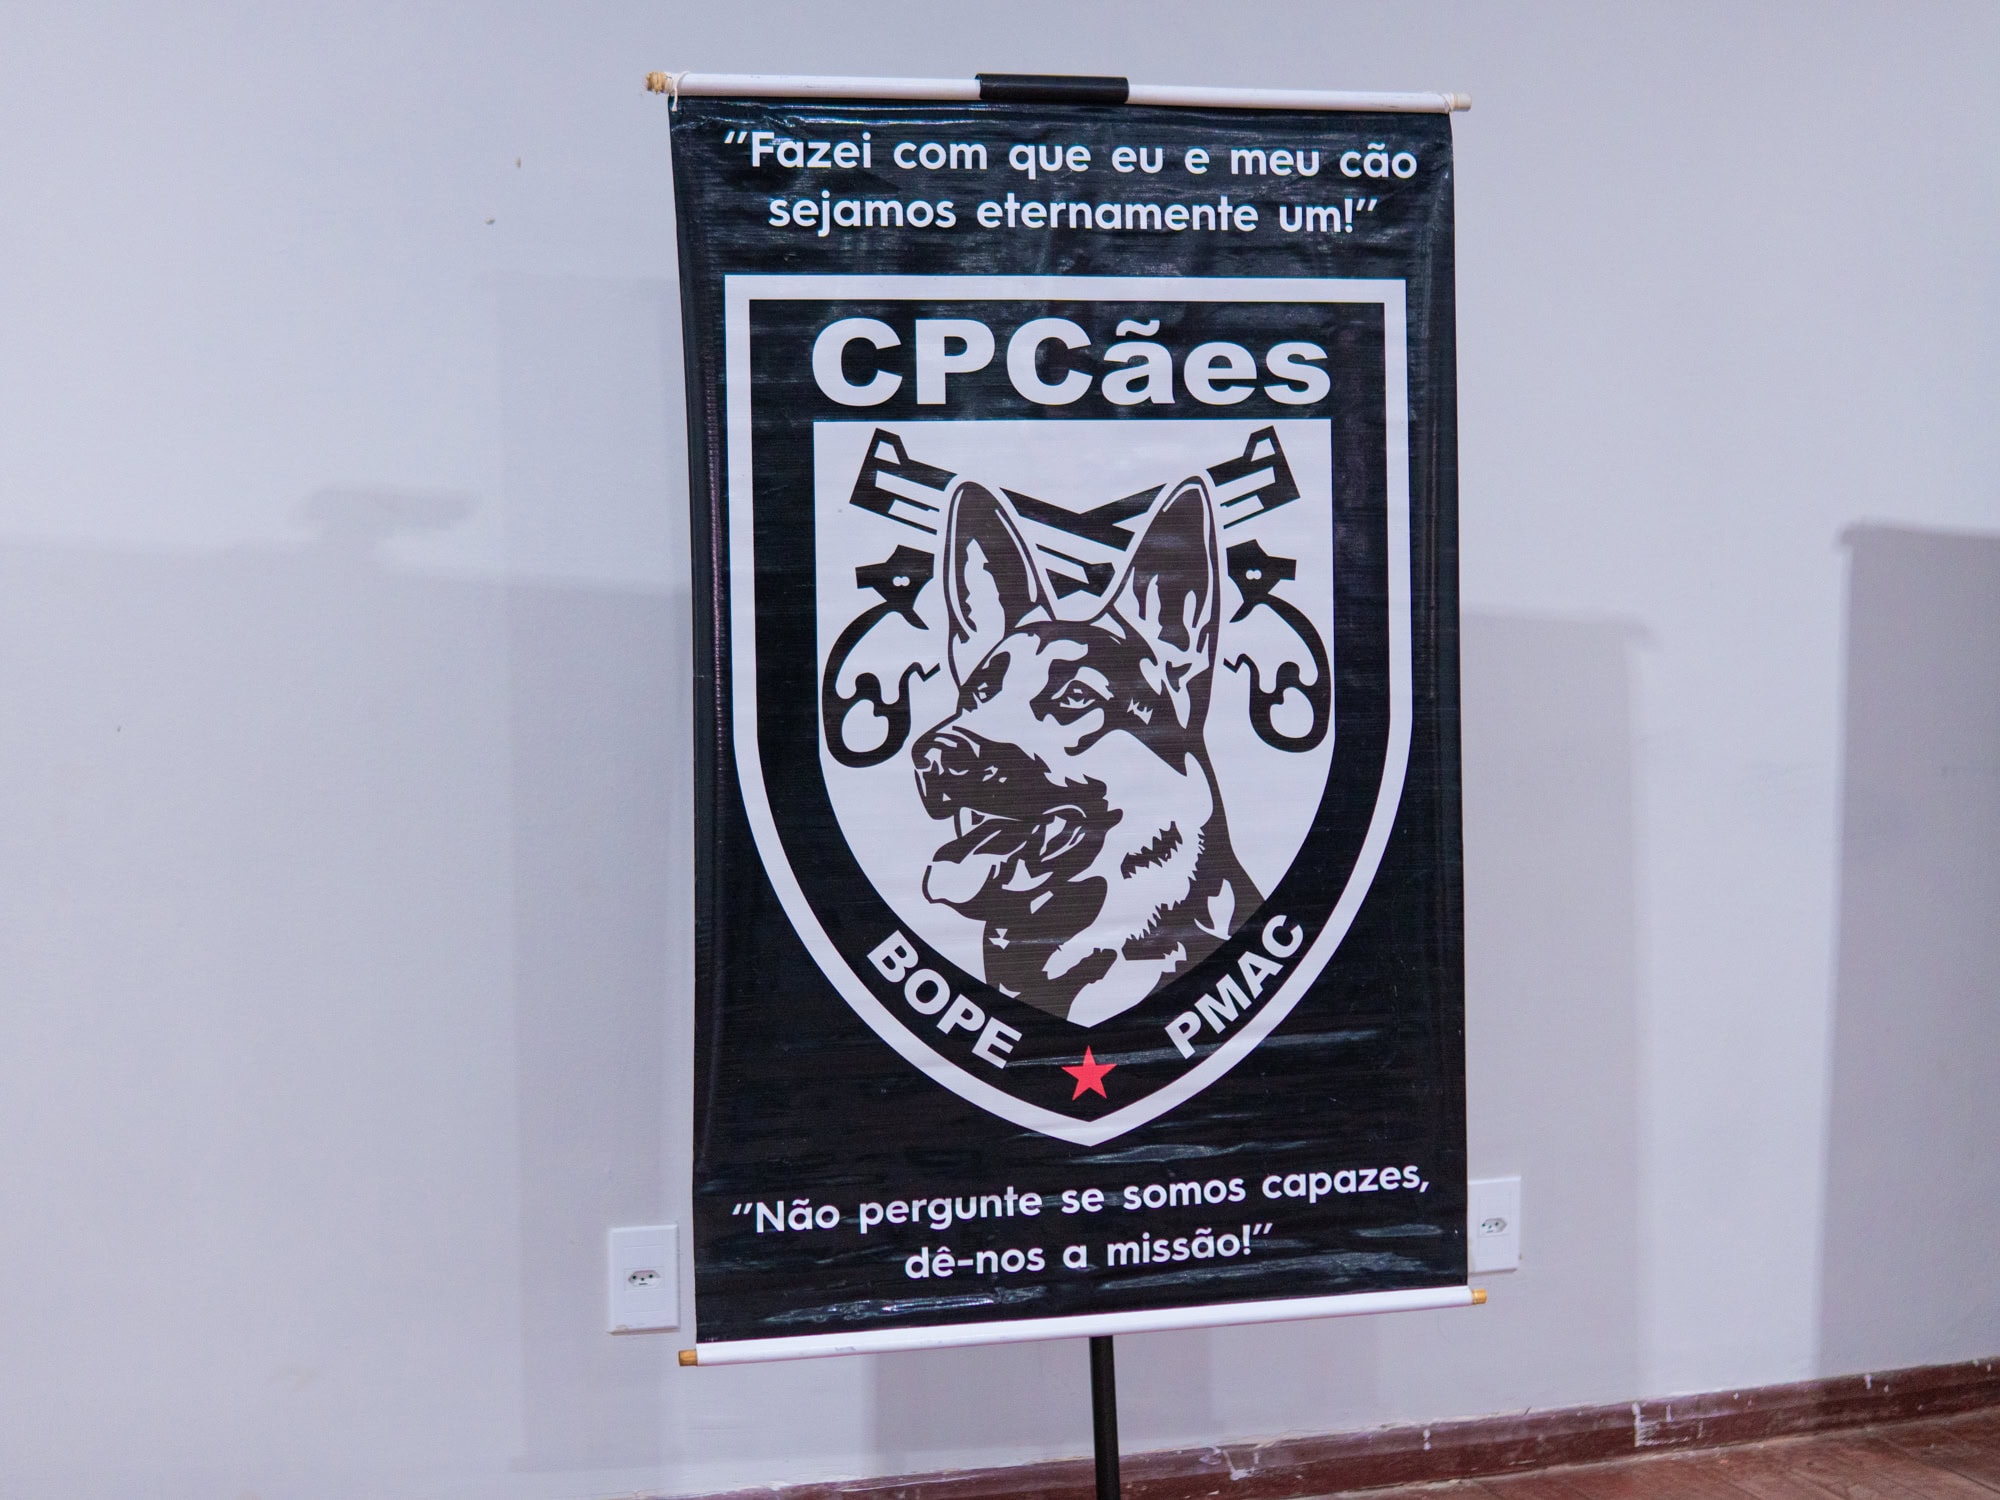 "Fazei com que eu e meu cão
sejamos eternamente um!"
CPCães
BOPE
PMAC
"Não pergunte se somos capazes,
dê-nos a missão!"